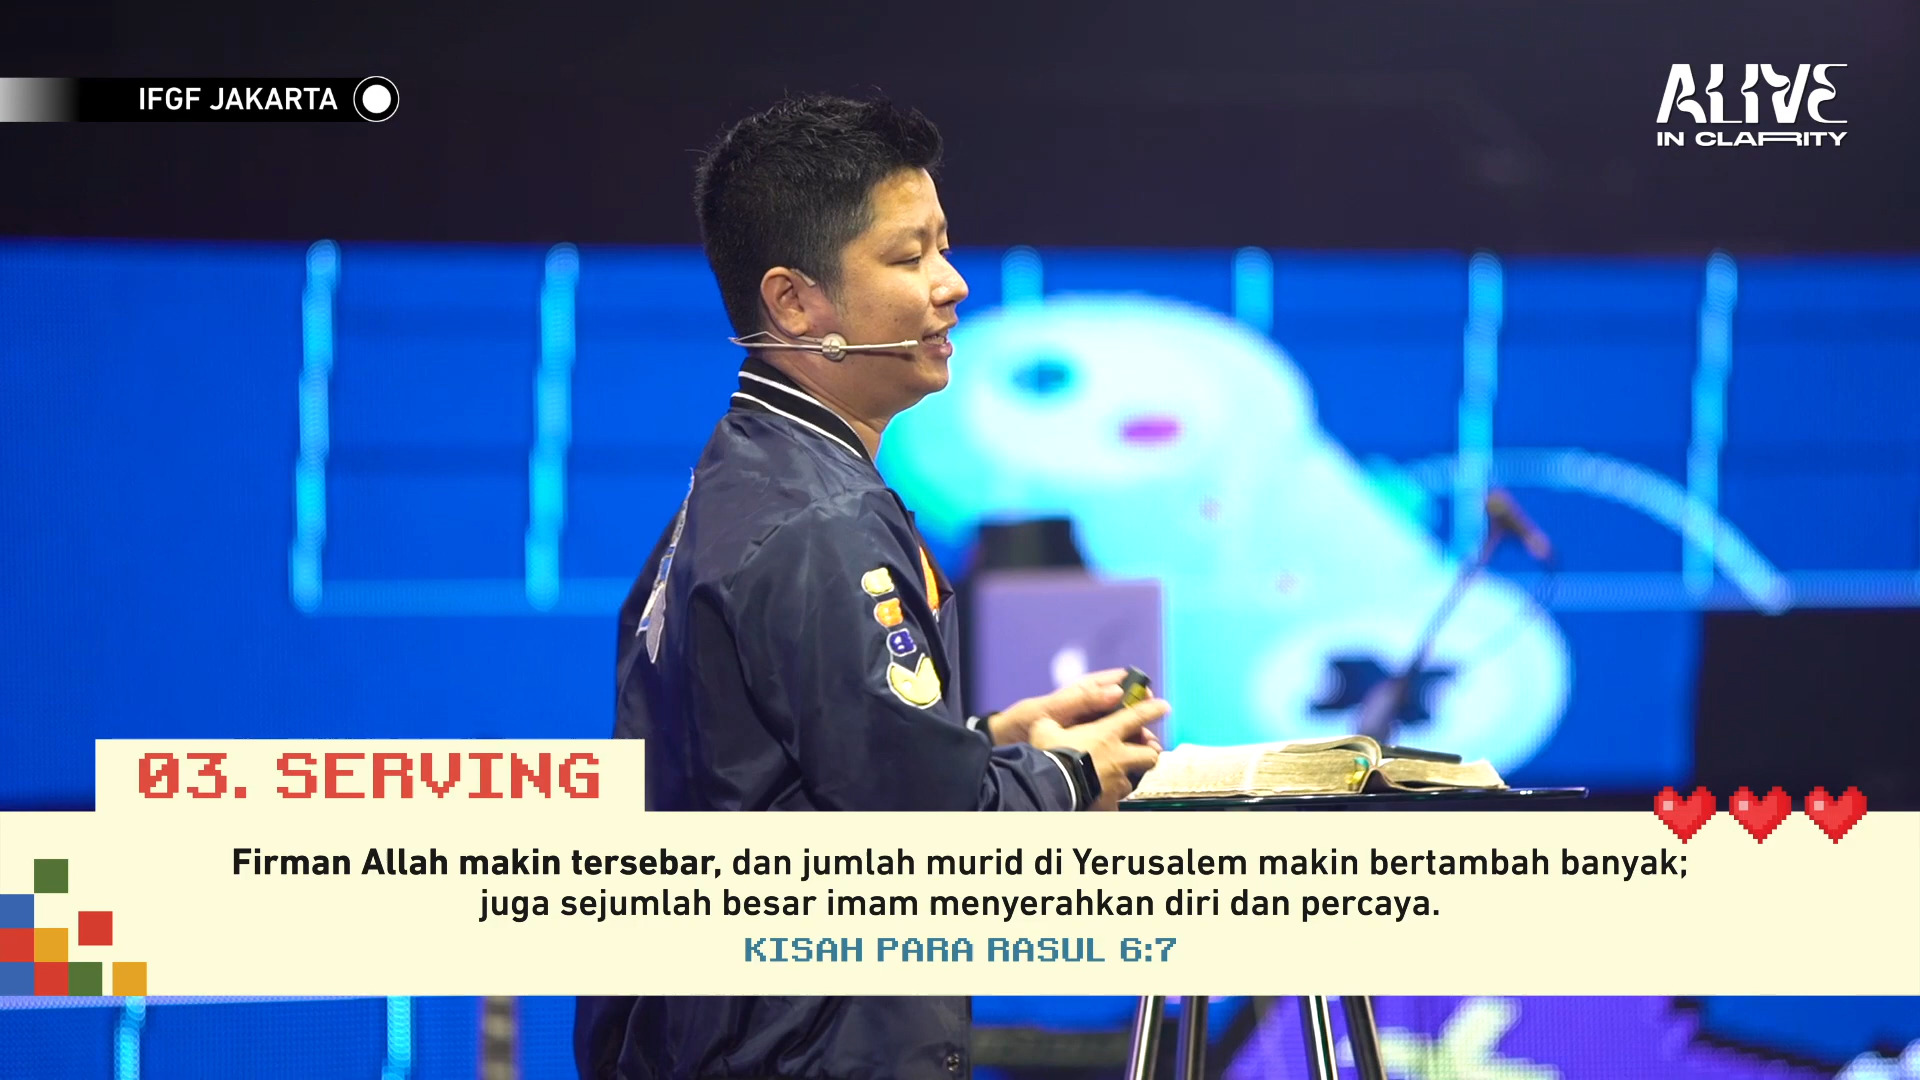 IFGF JAKARTA
ALIVE
IN CLARITY
03. SERVING
Firman Allah makin tersebar, dan jumlah murid di Yerusalem makin bertambah banyak;
juga sejumlah besar imam menyerahkan diri dan percaya.
KISAH PARA RASUL 6:7